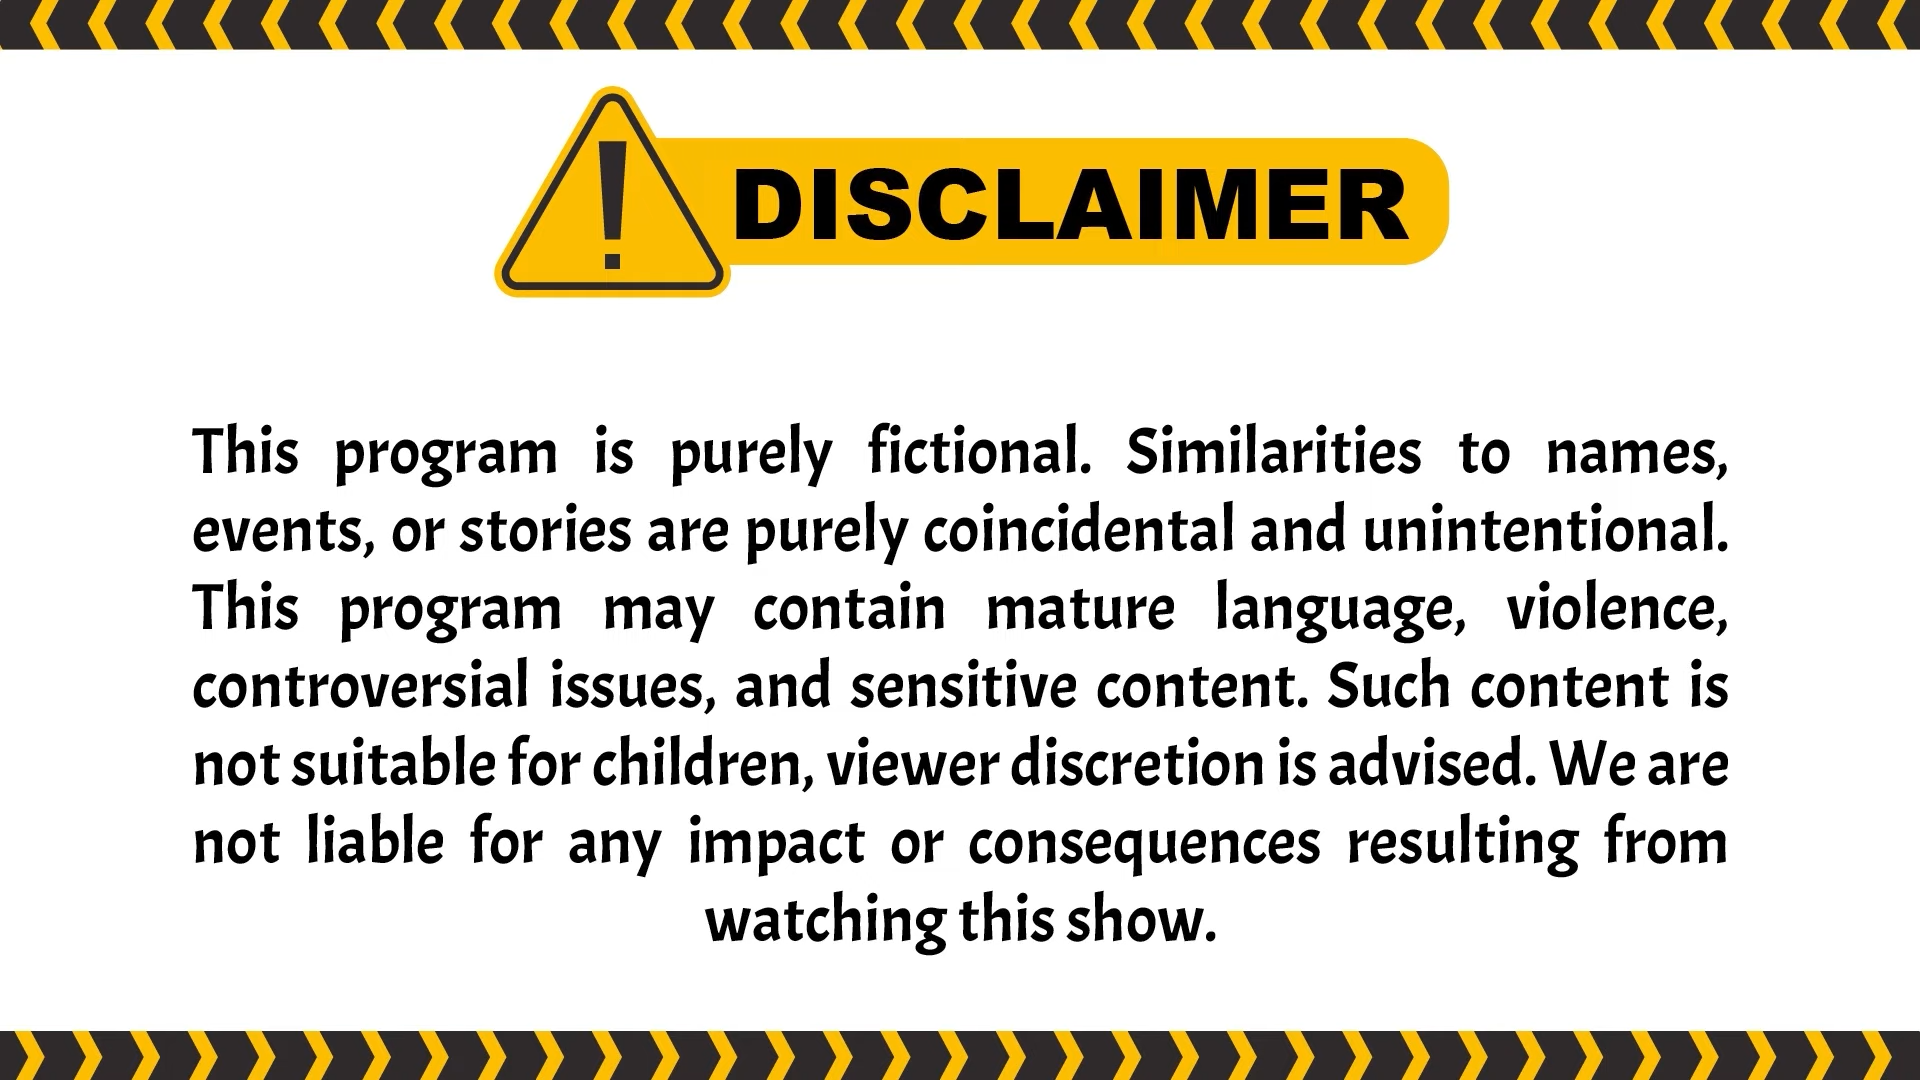 DISCLAIMER
This program is purely fictional. Similarities to names,
events, or stories are purely coincidental and unintentional.
This program may contain mature language, violence,
controversial issues, and sensitive content. Such content is
not suitable for children, viewer discretion is advised. We are
not liable for any impact or consequences resulting from
watching this show.